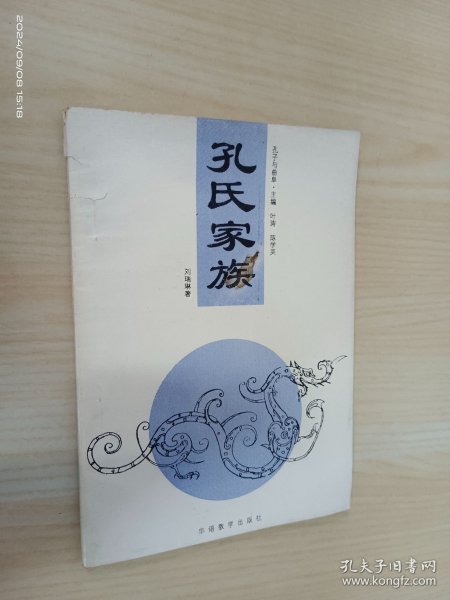 2024/09/08 15:18
孔子与曲阜·主编 叶涛 陈学英
孔氏家族
刘瑞琳著
华语教学出版社
孔夫子旧书网
www.kongfz.com